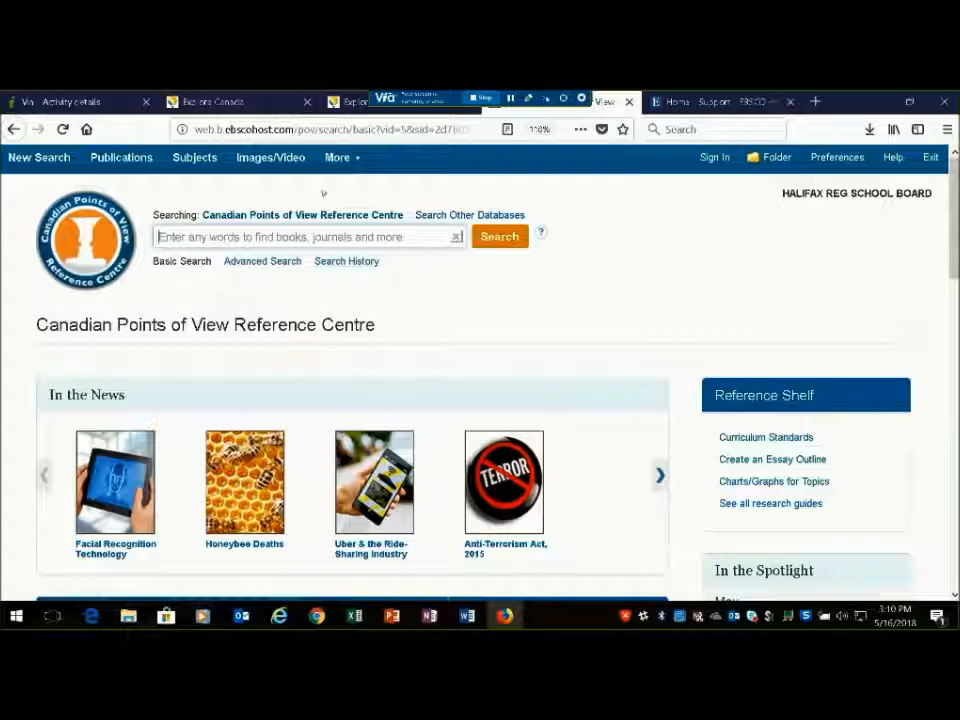 Activity details
Explora Canada
Vfa
Stop
View
Home
Support
EBSCO
web.b.ebscohost.com/pov/search/basic?vid=5&sid=2d7b
110%
Search
New Search
Publications
Subjects
Images/Video
More
Sign In
Folder
Preferences
Help
Exit
HALIFAX REG SCHOOL BOARD
Canadian Points of View
Reference Centre
Searching: Canadian Points of View Reference Centre Search Other Databases
Enter any words to find books, journals and more
Search
?
Basic Search Advanced Search Search History
Canadian Points of View Reference Centre
In the News
TERROR
Facial Recognition
Technology
Honeybee Deaths
Uber & the Ride-
Sharing Industry
Anti-Terrorism Act,
2015
Reference Shelf
Curriculum Standards
Create an Essay Outline
Charts/Graphs for Topics
See all research guides
In the Spotlight
3:10 PM
5/16/2018